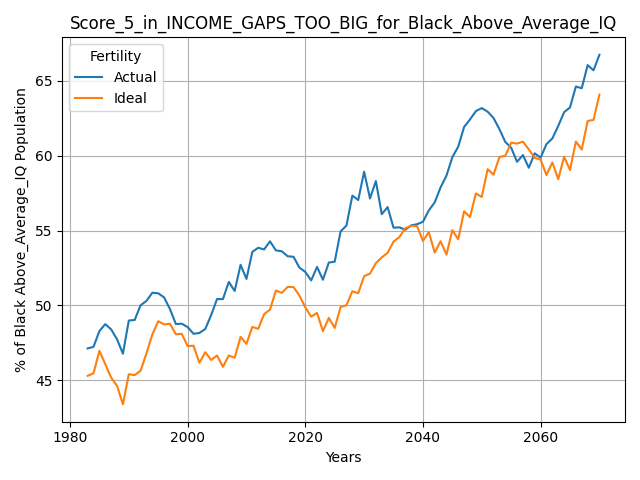 Score_5_in_INCOME_GAPS_TOO_BIG_for_Black_Above_Average_IQ
Fertility
Actual
Ideal
% of Black Above_Average_IQ Population
65
60
55
50
45
1980
2000
2020
2040
2060
Years